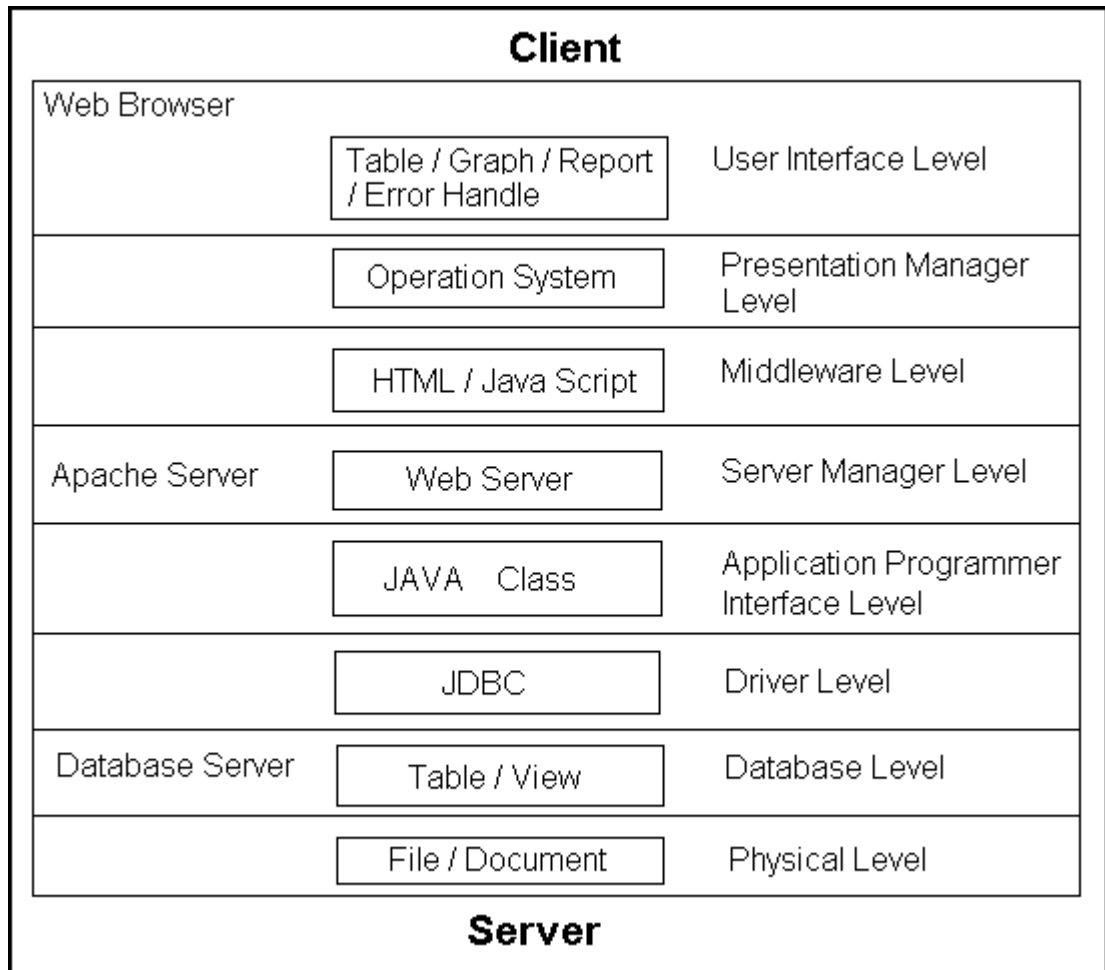 Client
Web Browser
Table / Graph / Report
/ Error Handle
User Interface Level
Operation System
Presentation Manager
Level
HTML / Java Script
Middleware Level
Apache Server
Web Server
Server Manager Level
JAVA Class
Application Programmer
Interface Level
JDBC
Driver Level
Database Server
Table / View
Database Level
File / Document
Physical Level
Server